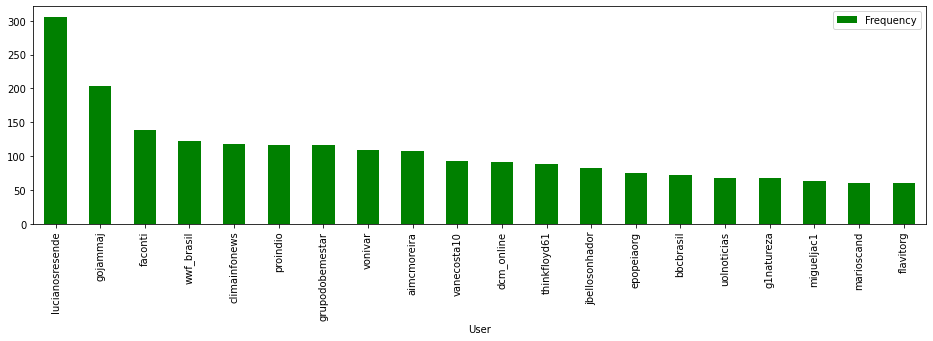 300
250
200
150
100
50
0
Frequency
lucianosresende
gojammaj
faconti
wwf_brasil
climainfonews
proindio
grupodobemestar
vonivar
aimcmoreira
vanecosta10
dcm_online
thinkfloyd61
jbellosonhador
epopeiaorg
bbcbrasil
uolnoticias
g1natureza
migueljac1
marioscand
flavitorg
User